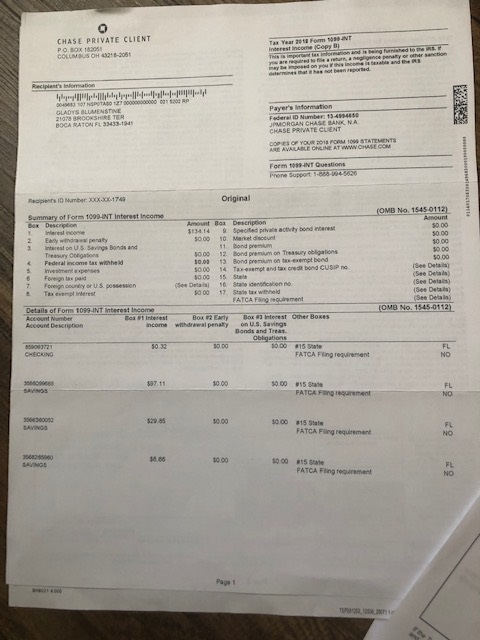 CHASE PRIVATE CLIENT
P.O. BOX 182051
COLUMBUS OH 43218-2051
Tax Year 2018 Form 1099-INT
Interest Income (Copy B)
This is important tax information and is being furnished to the IRS. If
you are required to file a return, a negligence penalty or other sanction
may be imposed on you if this income is taxable and the IRS
determines that it has not been reported.
Recipient's Information
GLADYS BLUMENSTINE
21078 BROOKSHIRE TER
BOCA RATON FL 33433-1941
Payer's Information
Federal ID Number: 13-4994650
JPMORGAN CHASE BANK, N.A.
CHASE PRIVATE CLIENT
COPIES OF YOUR 2018 FORM 1099 STATEMENTS
ARE AVAILABLE ONLINE AT WWW.CHASE.COM
Form 1099-INT Questions
Phone Support: 1-888-994-5626
Recipient's ID Number: XXX-XX-1749
Original
Summary of Form 1099-INT Interest Income (OMB No. 1545-0112)
Box Description Amount Box Description Amount
1. Interest income $134.14 9. Specified private activity bond interest $0.00
2. Early withdrawal penalty $0.00 10. Market discount $0.00
3. Interest on U.S. Savings Bonds and 11. Bond premium $0.00
Treasury Obligations $0.00 12. Bond premium on Treasury obligations $0.00
4. Federal income tax withheld $0.00 13. Bond premium on tax-exempt bond $0.00
5. Investment expenses $0.00 14. Tax-exempt and tax credit bond CUSIP no. (See Details)
6. Foreign tax paid $0.00 15. State (See Details)
7. Foreign country or U.S. possession (See Details) 16. State identification no. (See Details)
8. Tax exempt interest $0.00 17. State tax withheld (See Details)
FATCA Filing requirement (See Details)
Details of Form 1099-INT Interest Income (OMB No. 1545-0112)
Account Number Box #1 Interest Box #2 Early Box #3 Interest Other Boxes
Account Description income withdrawal penalty on U.S. Savings
Bonds and Treas.
Obligations
$0.32 $0.00 $0.00 #15 State FL
CHECKING FATCA Filing requirement NO
$97.11 $0.00 $0.00 #15 State FL
SAVINGS FATCA Filing requirement NO
$29.85 $0.00 $0.00 #15 State FL
SAVINGS FATCA Filing requirement NO
$6.86 $0.00 $0.00 #15 State FL
SAVINGS FATCA Filing requirement NO
Page 1